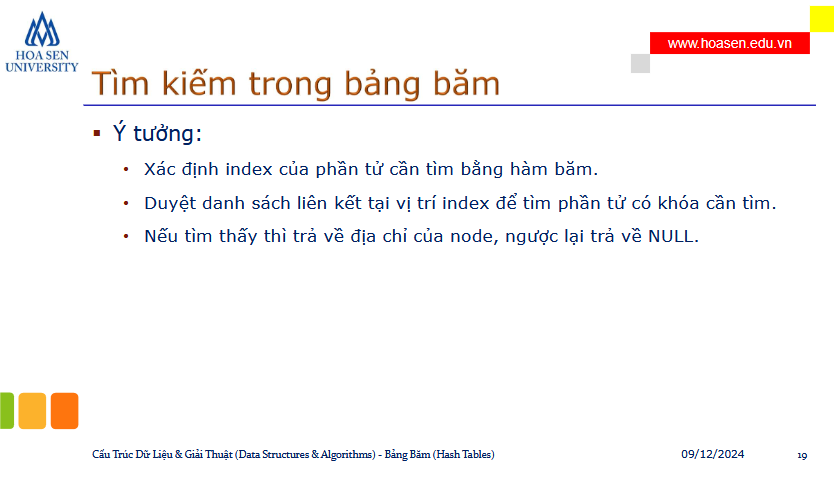 HOA SEN
UNIVERSITY
www.hoasen.edu.vn
Tìm kiếm trong bảng băm
▪ Ý tưởng:
• Xác định index của phần tử cần tìm bằng hàm băm.
• Duyệt danh sách liên kết tại vị trí index để tìm phần tử có khóa cần tìm.
• Nếu tìm thấy thì trả về địa chỉ của node, ngược lại trả về NULL.
Cấu Trúc Dữ Liệu & Giải Thuật (Data Structures & Algorithms) - Bảng Băm (Hash Tables)
09/12/2024
19